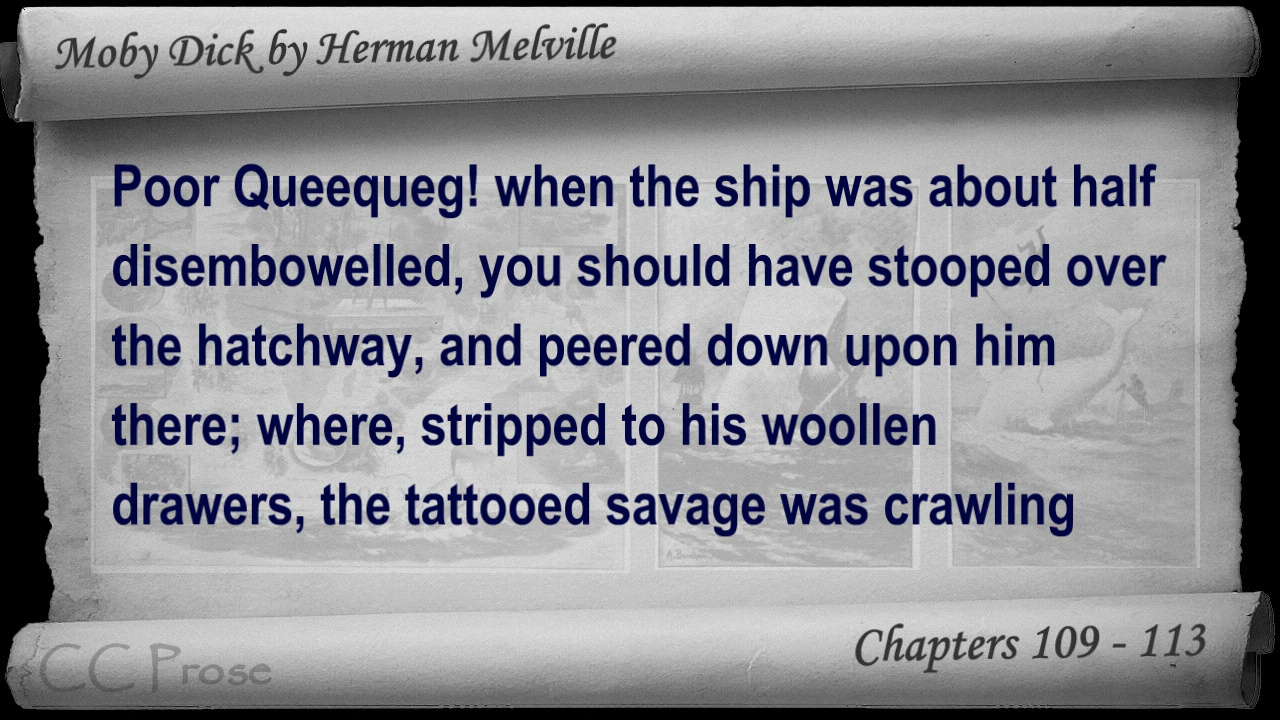 Moby Dick by Herman Melville
Poor Queequeg! when the ship was about half
disembowelled, you should have stooped over
the hatchway, and peered down upon him
there; where, stripped to his woollen
drawers, the tattooed savage was crawling
Chapters 109 - 113
CC Prose